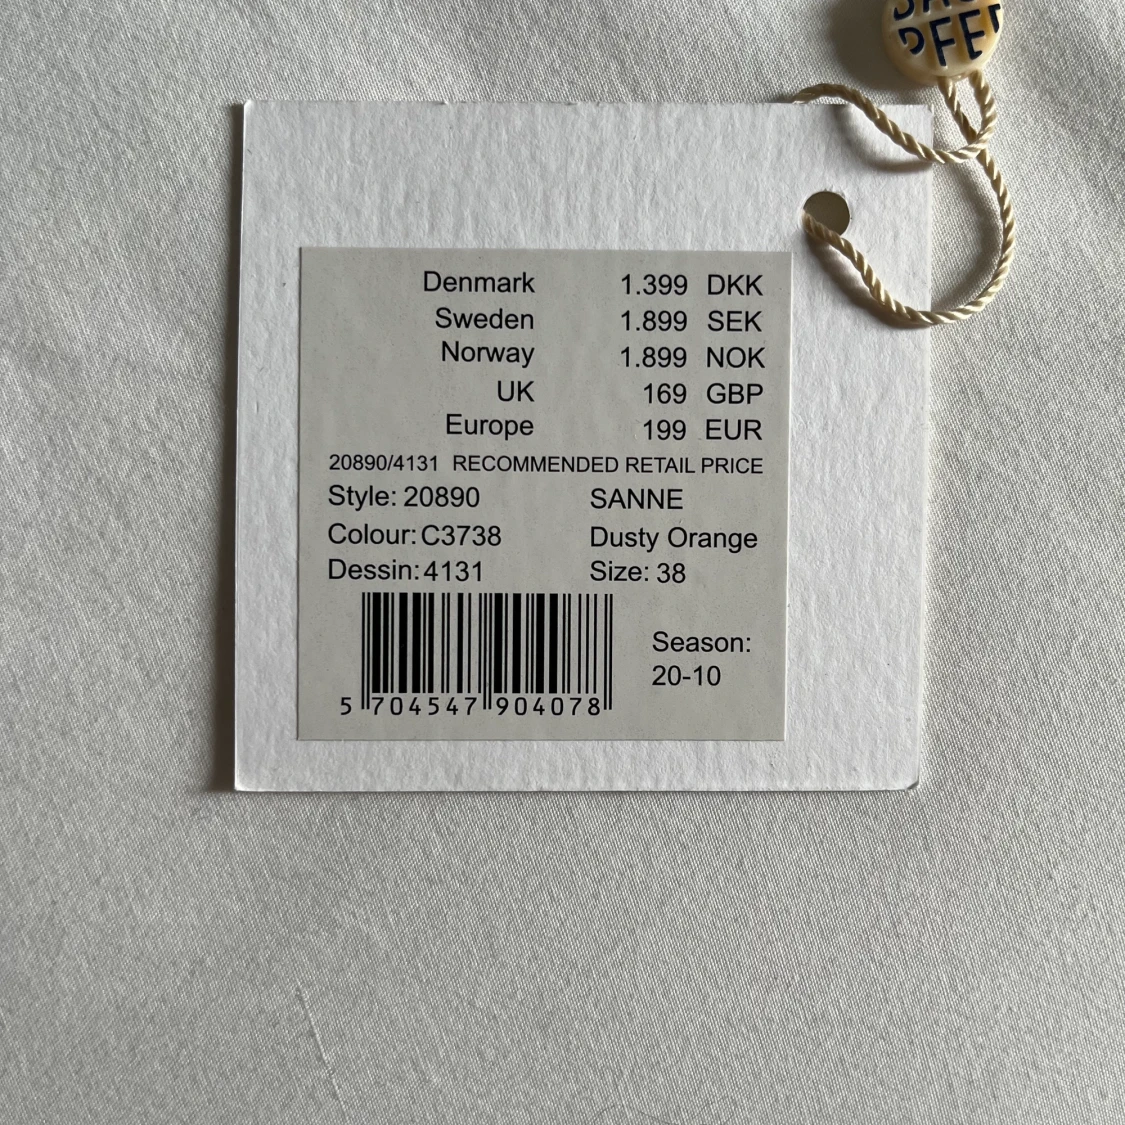 Denmark 1.399 DKK
Sweden 1.899 SEK
Norway 1.899 NOK
UK 169 GBP
Europe 199 EUR
20890/4131 RECOMMENDED RETAIL PRICE
Style: 20890 SANNE
Colour: C3738 Dusty Orange
Dessin: 4131 Size: 38
Season:
20-10
5 704547 904078